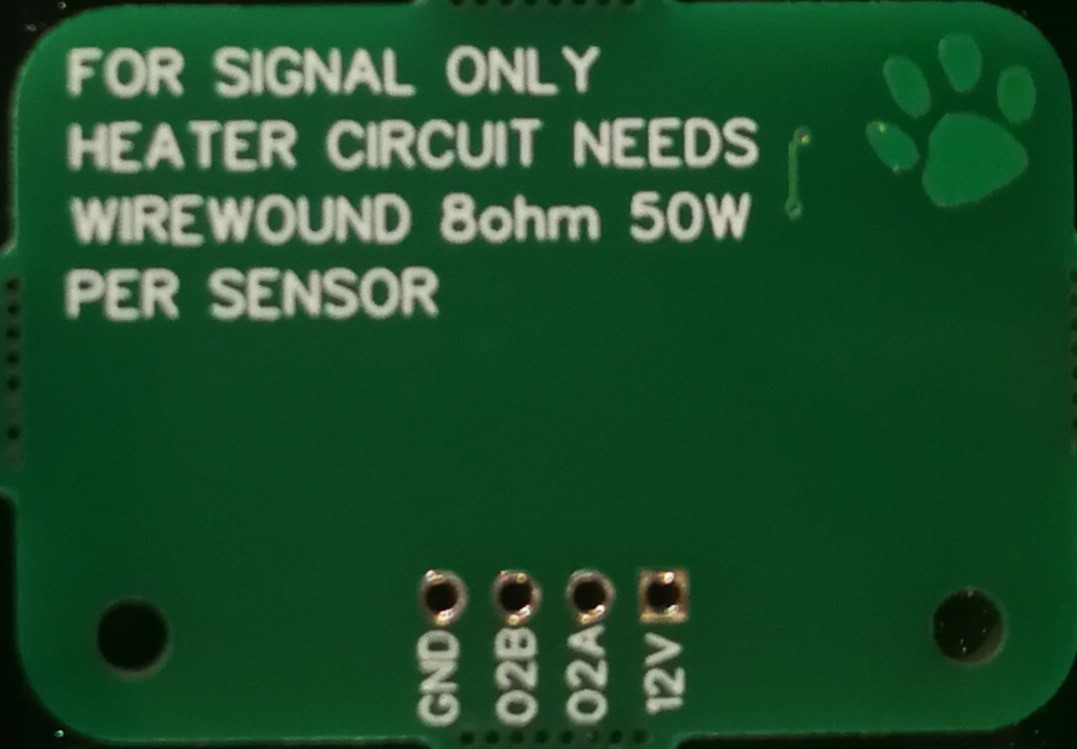 FOR SIGNAL ONLY
HEATER CIRCUIT NEEDS
WIREWOUND 8ohm 50W
PER SENSOR
GND
O2B
O2A
12V